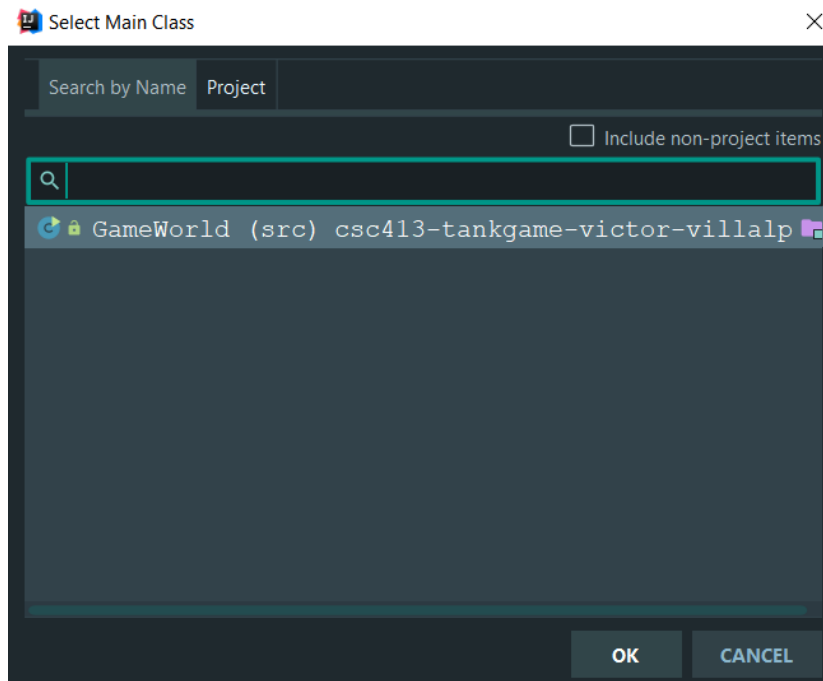 Select Main Class
Search by Name Project
Include non-project items
GameWorld (src) csc413-tankgame-victor-villalp
OK CANCEL